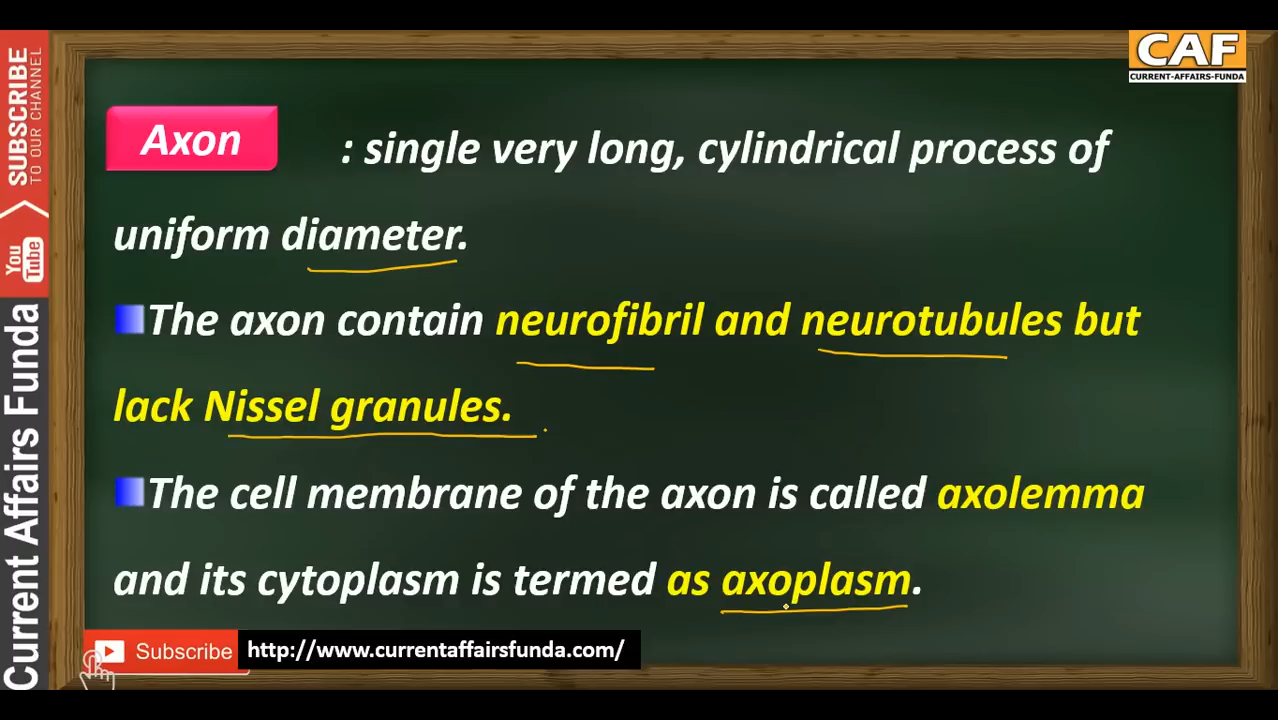 CAF
CURRENT-AFFAIRS-FUNDA
SUBSCRIBE
TO OUR CHANNEL
You Tube
Current Affairs Funda
Axon : single very long, cylindrical process of
uniform diameter.
The axon contain neurofibril and neurotubules but
lack Nissel granules.
The cell membrane of the axon is called axolemma
and its cytoplasm is termed as axoplasm.
Subscribe http://www.currentaffairsfunda.com/